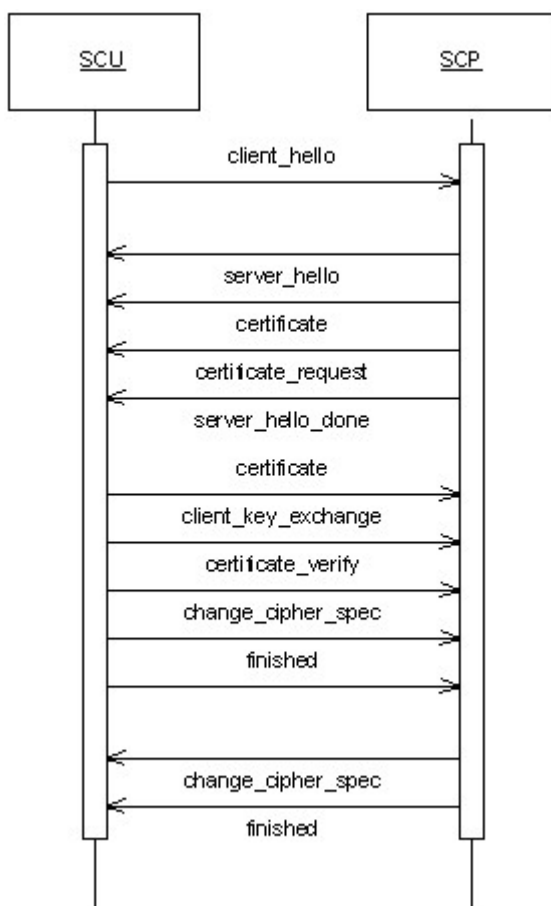 SCU
SCP
client_hello
server_hello
certificate
certificate_request
server_hello_done
certificate
client_key_exchange
certificate_verify
change_cipher_spec
finished
change_cipher_spec
finished